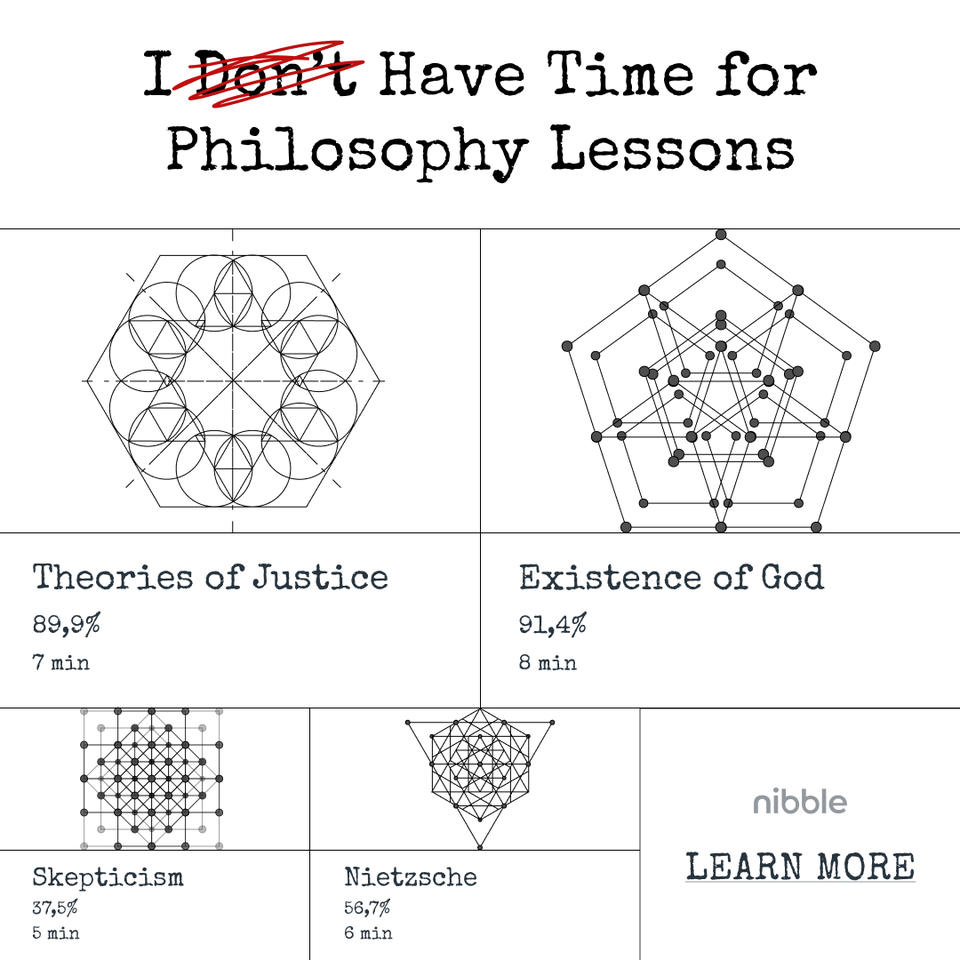 I Don't Have Time for
Philosophy Lessons
Theories of Justice
89,9%
7 min
Existence of God
91,4%
8 min
Skepticism
37,5%
5 min
Nietzsche
56,7%
6 min
nibble
LEARN MORE